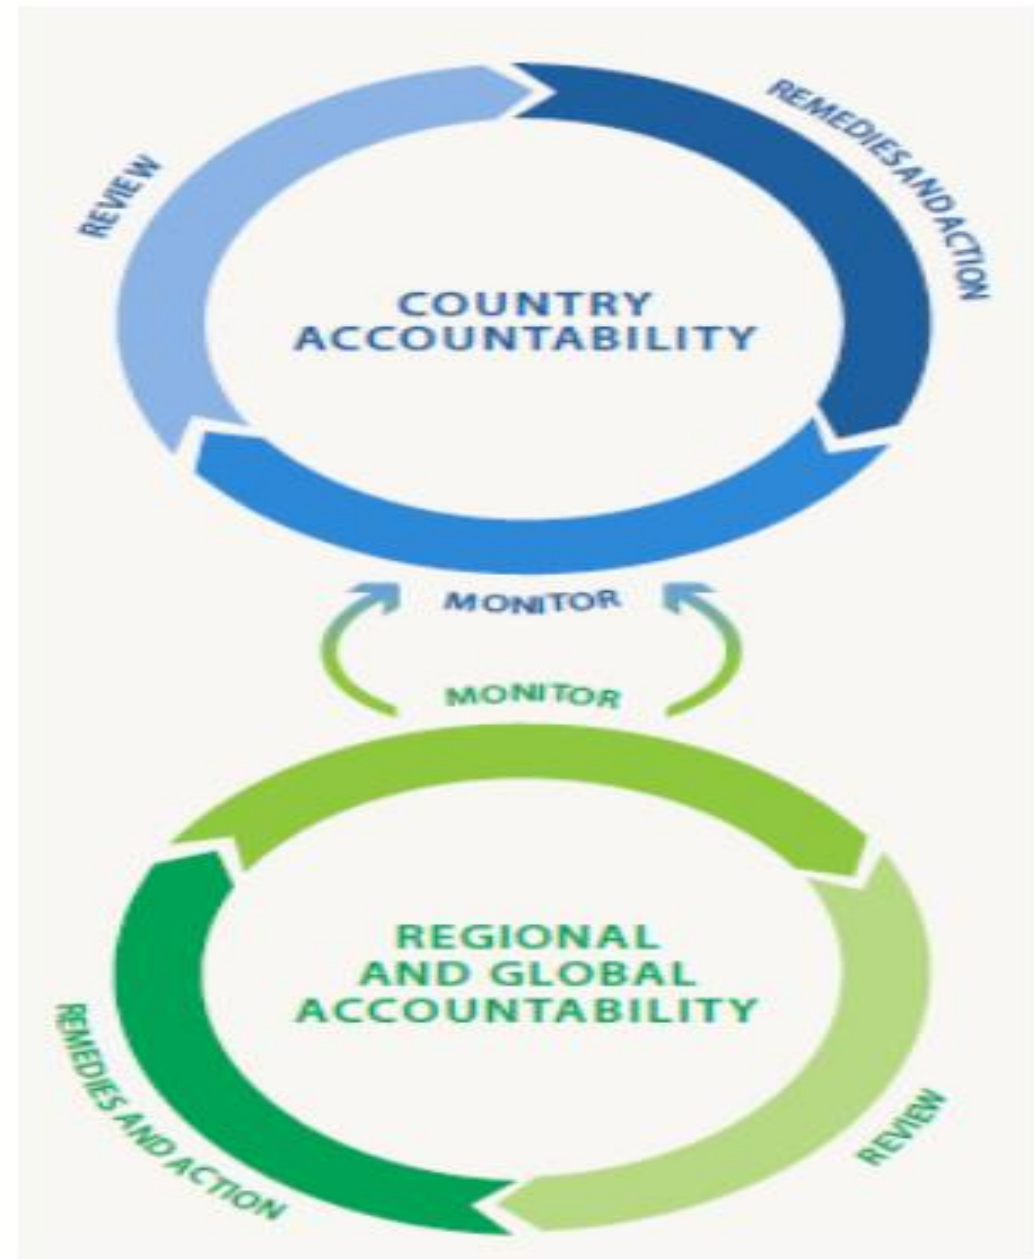 REVIEW
REMEDIES AND ACTION
COUNTRY
ACCOUNTABILITY
MONITOR
MONITOR
REGIONAL
AND GLOBAL
ACCOUNTABILITY
REMEDIES AND ACTION
REVIEW